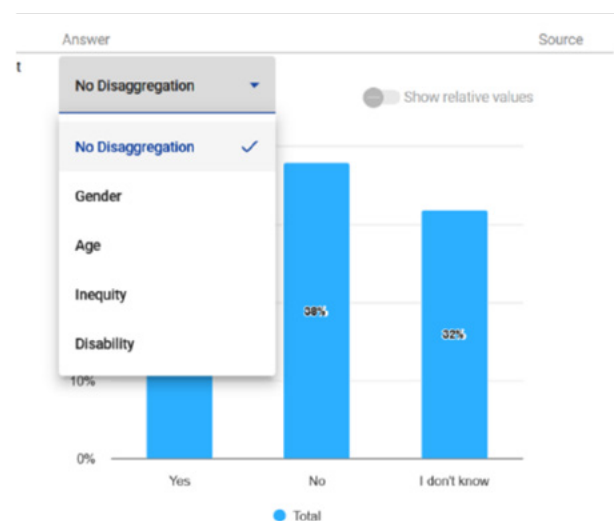 Answer Source
t
No Disaggregation
Show relative values
No Disaggregation
Gender
Age
Inequity
Disability
38%
32%
10%
0%
Yes No I don't know
Total